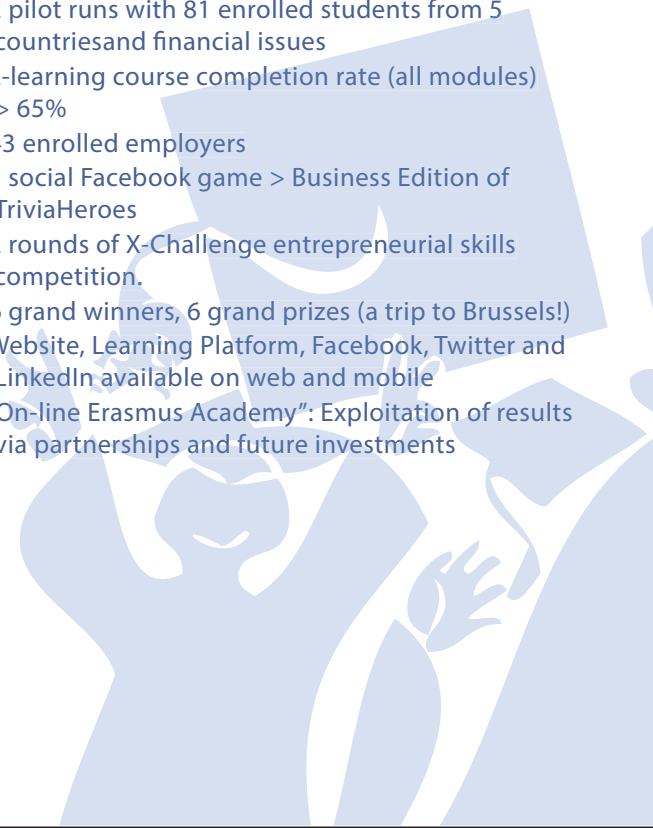 pilot runs with 81 enrolled students from 5
countriesand financial issues
-learning course completion rate (all modules)
> 65%
3 enrolled employers
social Facebook game > Business Edition of
TriviaHeroes
rounds of X-Challenge entrepreneurial skills
competition.
grand winners, 6 grand prizes (a trip to Brussels!)
Website, Learning Platform, Facebook, Twitter and
LinkedIn available on web and mobile
On-line Erasmus Academy”: Exploitation of results
via partnerships and future investments